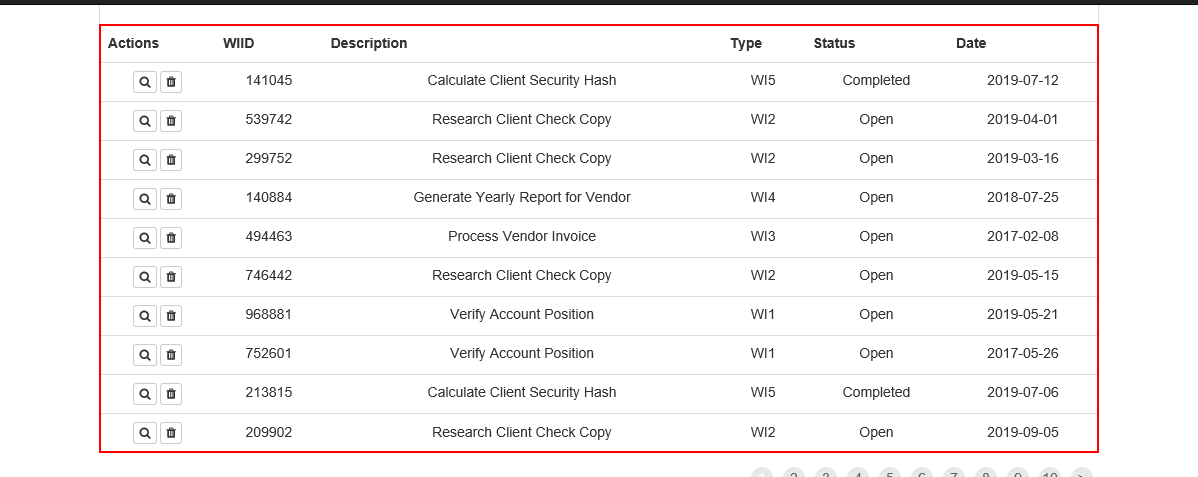 Actions WIID Description Type Status Date
141045 Calculate Client Security Hash WI5 Completed 2019-07-12
539742 Research Client Check Copy WI2 Open 2019-04-01
299752 Research Client Check Copy WI2 Open 2019-03-16
140884 Generate Yearly Report for Vendor WI4 Open 2018-07-25
494463 Process Vendor Invoice WI3 Open 2017-02-08
746442 Research Client Check Copy WI2 Open 2019-05-15
968881 Verify Account Position WI1 Open 2019-05-21
752601 Verify Account Position WI1 Open 2017-05-26
213815 Calculate Client Security Hash WI5 Completed 2019-07-06
209902 Research Client Check Copy WI2 Open 2019-09-05
2 3 4 5 6 7 8 9 10 >